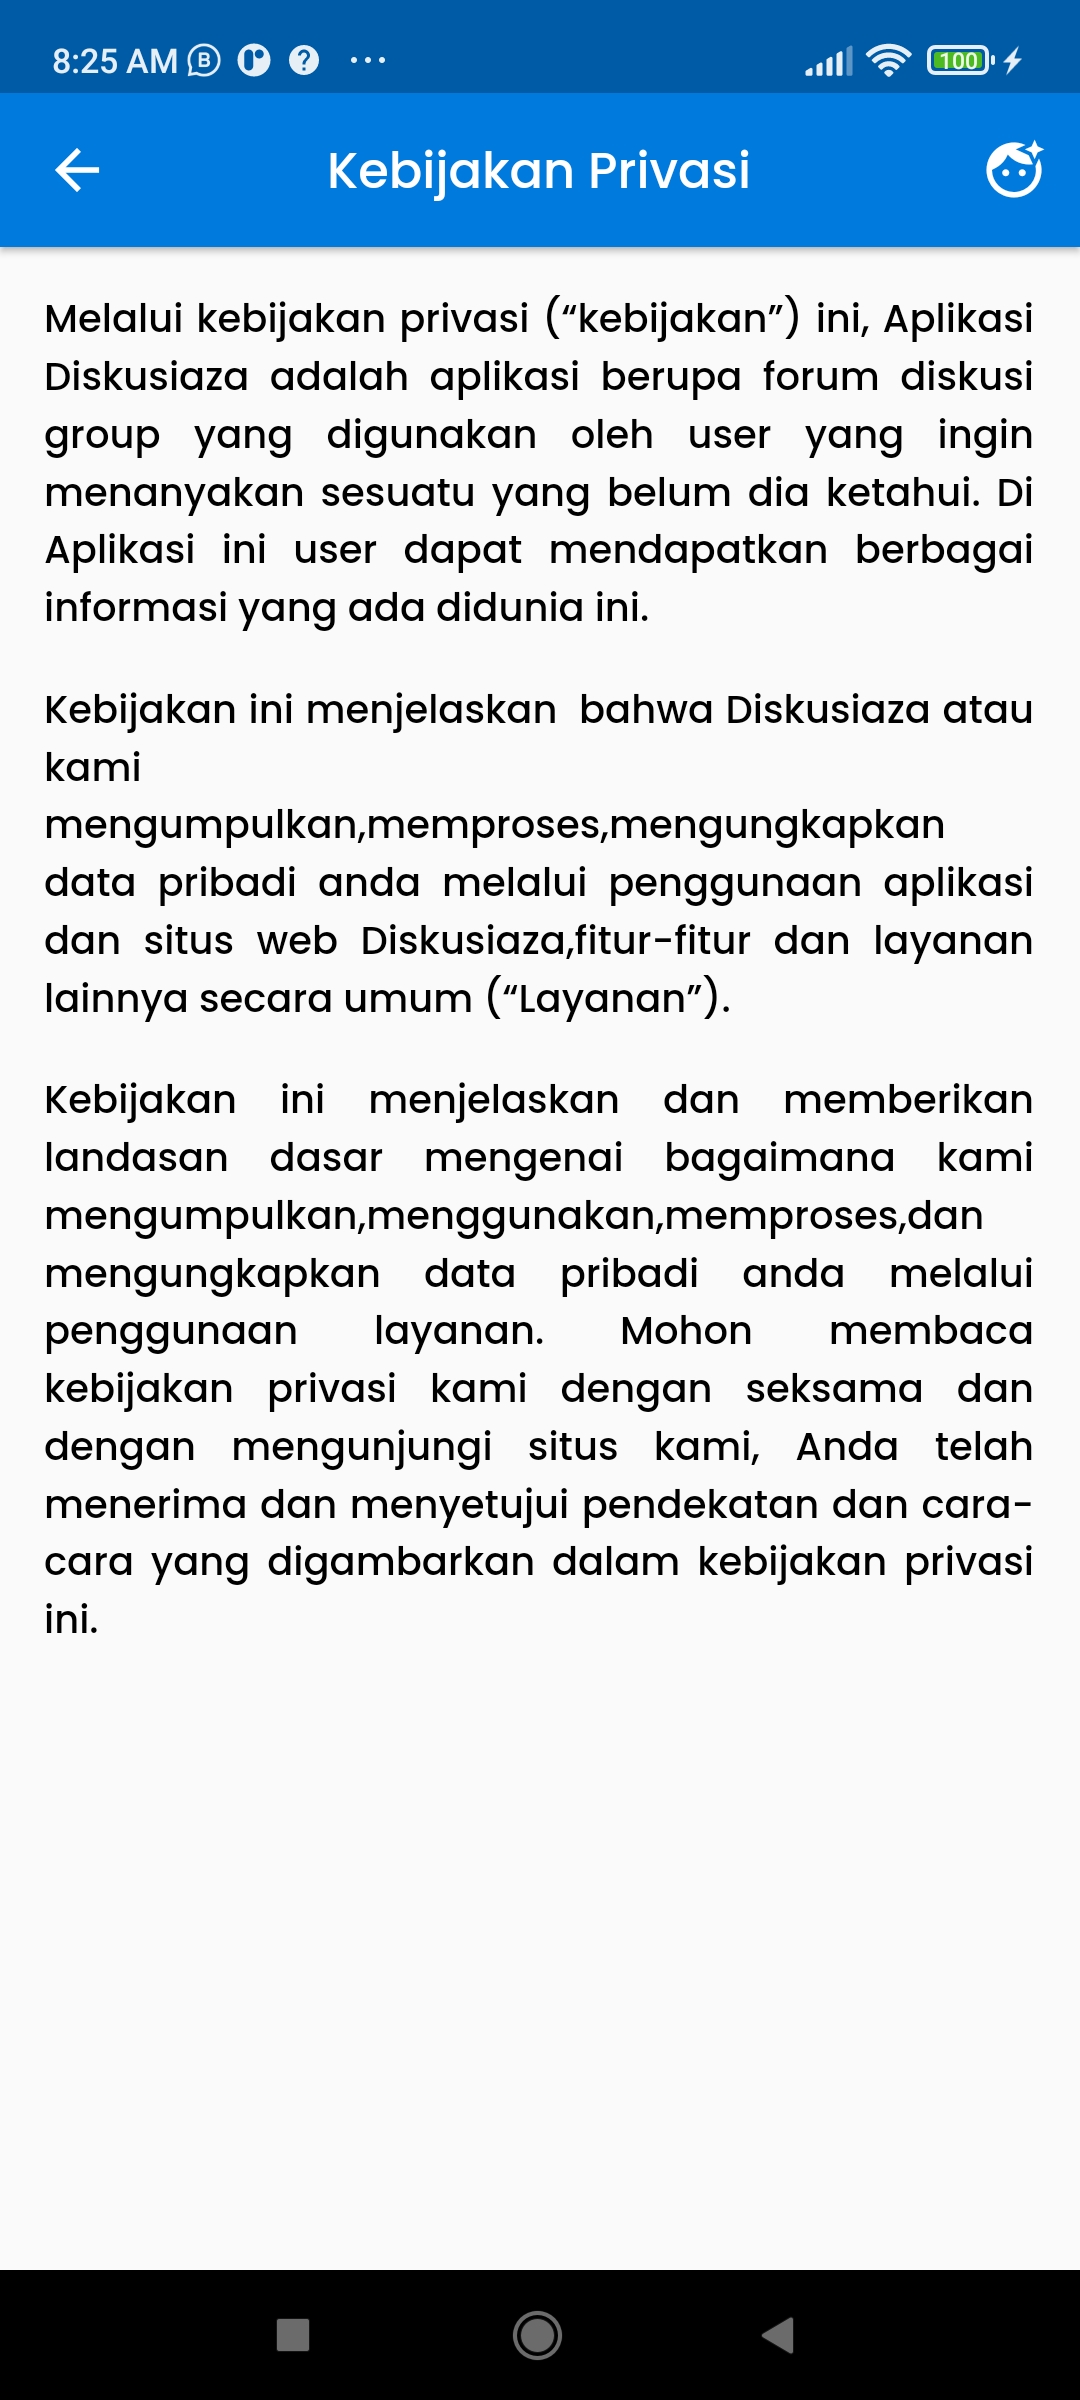 8:25 AM
100
Kebijakan Privasi
Melalui kebijakan privasi (“kebijakan”) ini, Aplikasi
Diskusiaza adalah aplikasi berupa forum diskusi
group yang digunakan oleh user yang ingin
menanyakan sesuatu yang belum dia ketahui. Di
Aplikasi ini user dapat mendapatkan berbagai
informasi yang ada didunia ini.
Kebijakan ini menjelaskan  bahwa Diskusiaza atau
kami
mengumpulkan,memproses,mengungkapkan
data pribadi anda melalui penggunaan aplikasi
dan situs web Diskusiaza,fitur-fitur dan layanan
lainnya secara umum (“Layanan”).
Kebijakan ini menjelaskan dan memberikan
landasan dasar mengenai bagaimana kami
mengumpulkan,menggunakan,memproses,dan
mengungkapkan data pribadi anda melalui
penggunaan layanan. Mohon membaca
kebijakan privasi kami dengan seksama dan
dengan mengunjungi situs kami, Anda telah
menerima dan menyetujui pendekatan dan cara-
cara yang digambarkan dalam kebijakan privasi
ini.